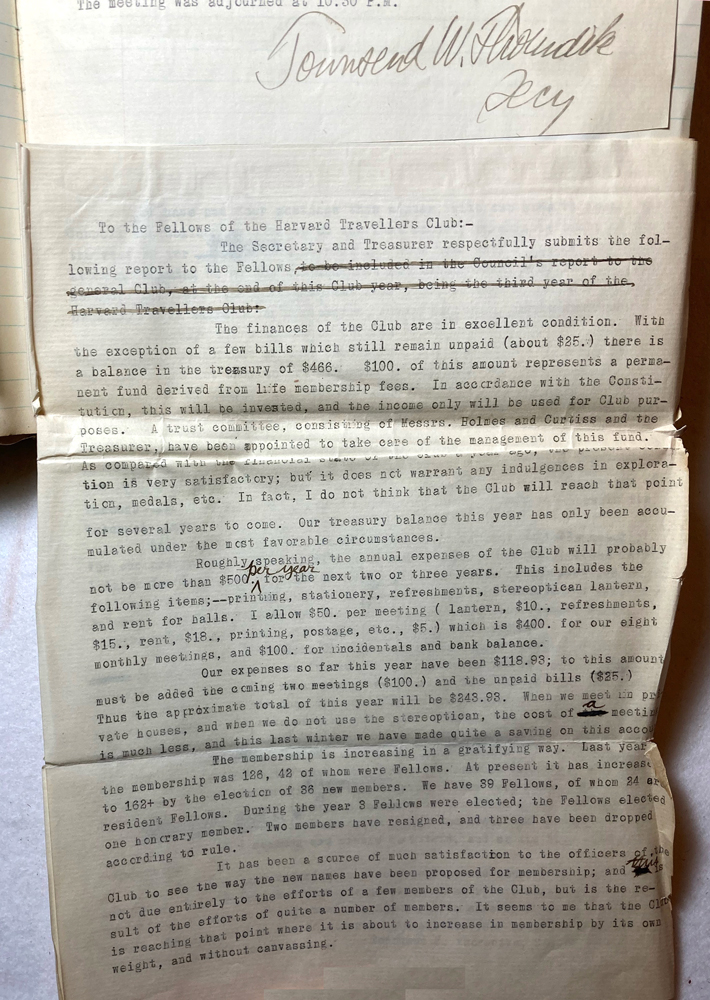 The meeting was adjourned at 10.30 P.M.
Townsend W. Thorndike
Secy
To the Fellows of the Harvard Travellers Club:-
The Secretary and Treasurer respectfully submits the fol-
lowing report to the Fellows, to be included in the Council's report to the
general Club, at the end of this Club year, being the third year of the
Harvard Travellers Club:
The finances of the Club are in excellent condition. With
the exception of a few bills which still remain unpaid (about $25.) there is
a balance in the treasury of $466. $100. of this amount represents a perma-
nent fund derived from life membership fees. In accordance with the Consti-
tution, this will be invested, and the income only will be used for Club pur-
poses. A trust committee, consisting of Messrs. Holmes and Curtiss and the
Treasurer, have been appointed to take care of the management of this fund.
As compared with the financial state of the Club a year ago, the present
tion is very satisfactory; but it does not warrant any indulgences in explora-
tion, medals, etc. In fact, I do not think that the Club will reach that point
for several years to come. Our treasury balance this year has only been accu-
mulated under the most favorable circumstances.
Roughly speaking, the annual expenses of the Club will probably
per year
not be more than $500. for the next two or three years. This includes the
following items;--printing, stationery, refreshments, stereoptican lantern,
and rent for halls. I allow $50. per meeting ( lantern, $10., refreshments,
$15., rent, $18., printing, postage, etc., $5.) which is $400. for our eight
monthly meetings, and $100. for incidentals and bank balance.
Our expenses so far this year have been $118.93; to this amount
must be added the coming two meetings ($100.) and the unpaid bills ($25.)
Thus the approximate total of this year will be $243.93. When we meet in pr
vate houses, and when we do not use the stereoptican, the cost of a meetin
is much less, and this last winter we have made quite a saving on this acco
The membership is increasing in a gratifying way. Last year
the membership was 126, 42 of whom were Fellows. At present it has increase
to 162+ by the election of 38 new members. We have 39 Fellows, of whom 24 ar
resident Fellows. During the year 3 Fellows were elected; the Fellows elected
one honorary member. Two members have resigned, and three have been dropped
according to rule.
It has been a source of much satisfaction to the officers of the
Club to see the way the new names have been proposed for membership; and this is
not due entirely to the efforts of a few members of the Club, but is the re-
sult of the efforts of quite a number of members. It seems to me that the Club
is reaching that point where it is about to increase in membership by its own
weight, and without canvassing.